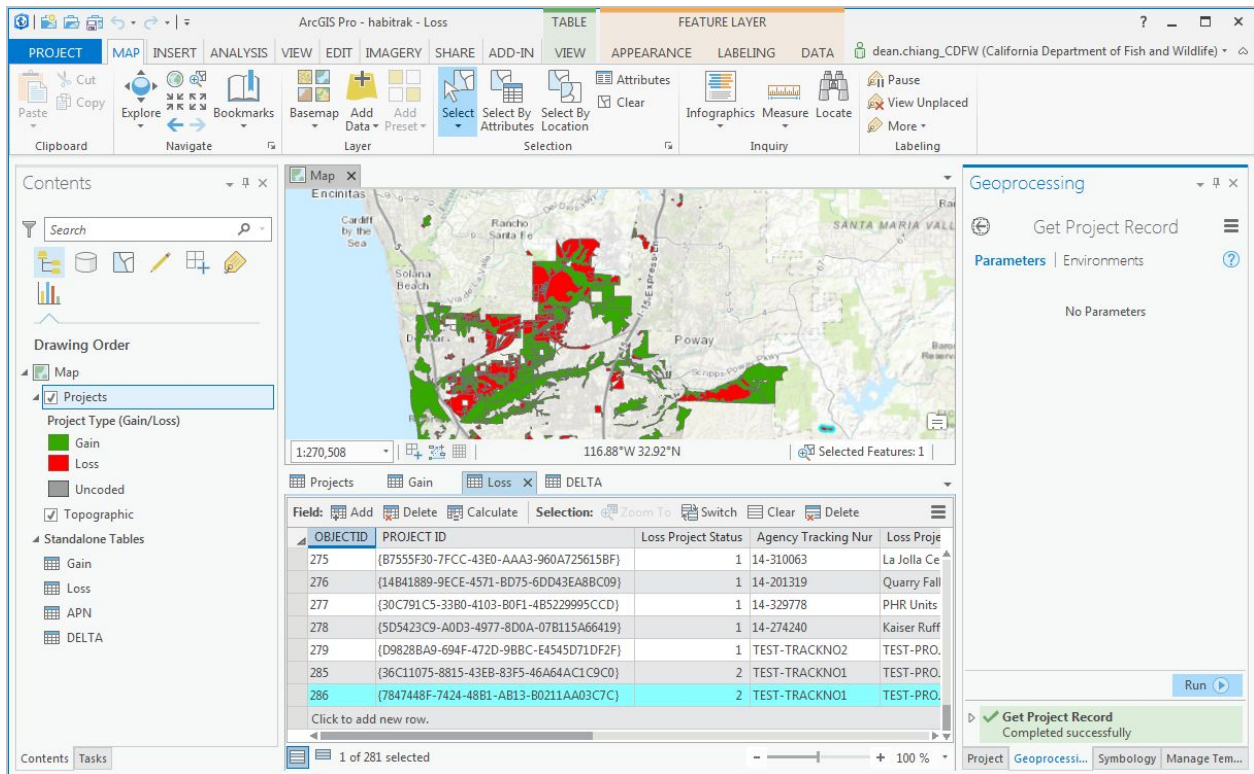 ArcGIS Pro - habitrak - Loss
TABLE
FEATURE LAYER
?
PROJECT MAP INSERT ANALYSIS VIEW EDIT IMAGERY SHARE ADD-IN VIEW APPEARANCE LABELING DATA dean.chiang_CDFW (California Department of Fish and Wildlife)
Paste
Cut
Copy
Clipboard
Explore
Bookmarks
Navigate
Basemap
Add Data
Add Preset
Layer
Select
Select By Attributes
Select By Location
Attributes
Clear
Selection
Infographics
Measure
Locate
Inquiry
Pause
View Unplaced
More
Labeling
Contents
Search
Drawing Order
Map
Projects
Project Type (Gain/Loss)
Gain
Loss
Uncoded
Topographic
Standalone Tables
Gain
Loss
APN
DELTA
Contents Tasks
Map
Encinitas
Cardiff
by the
Sea
Rancho
Santa Fe
Solana
Beach
Poway
Scripps-Poway Pkwy
SANTA MARIA VALL
1:270,508
116.88°W 32.92°N
Selected Features: 1
Projects Gain Loss DELTA
Field: Add Delete Calculate Selection: Zoom To Switch Clear Delete
OBJECTID PROJECT ID Loss Project Status Agency Tracking Nur Loss Proje
275 {B7555F30-7FCC-43E0-AAA3-960A725615BF} 1 14-310063 La Jolla Ce
276 {14B41889-9ECE-4571-BD75-6DD43EA8BC09} 1 14-201319 Quarry Fall
277 {30C791C5-33B0-4103-B0F1-4B5229995CCD} 1 14-329778 PHR Units
278 {5D5423C9-A0D3-4977-8D0A-07B115A66419} 1 14-274240 Kaiser Ruff
279 {D9828BA9-694F-472D-9BBC-E4545D71DF2F} 1 TEST-TRACKNO2 TEST-PRO.
285 {36C11075-8815-43EB-83F5-46A64AC1C9C0} 2 TEST-TRACKNO1 TEST-PRO.
286 {7847448F-7424-48B1-AB13-B0211AA03C7C} 2 TEST-TRACKNO1 TEST-PRO.
Click to add new row.
1 of 281 selected
100 %
Geoprocessing
Get Project Record
Parameters | Environments
?
No Parameters
Run
Get Project Record
Completed successfully
Project Geoprocessi... Symbology Manage Tem...